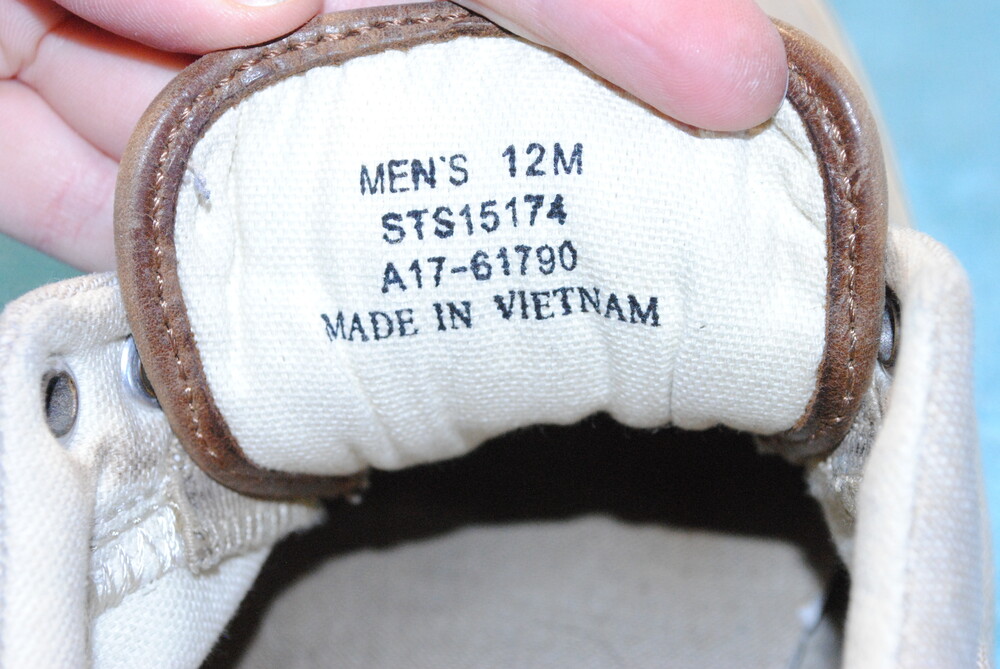 MEN'S 12M
STS15174
A17-61790
MADE IN VIETNAM